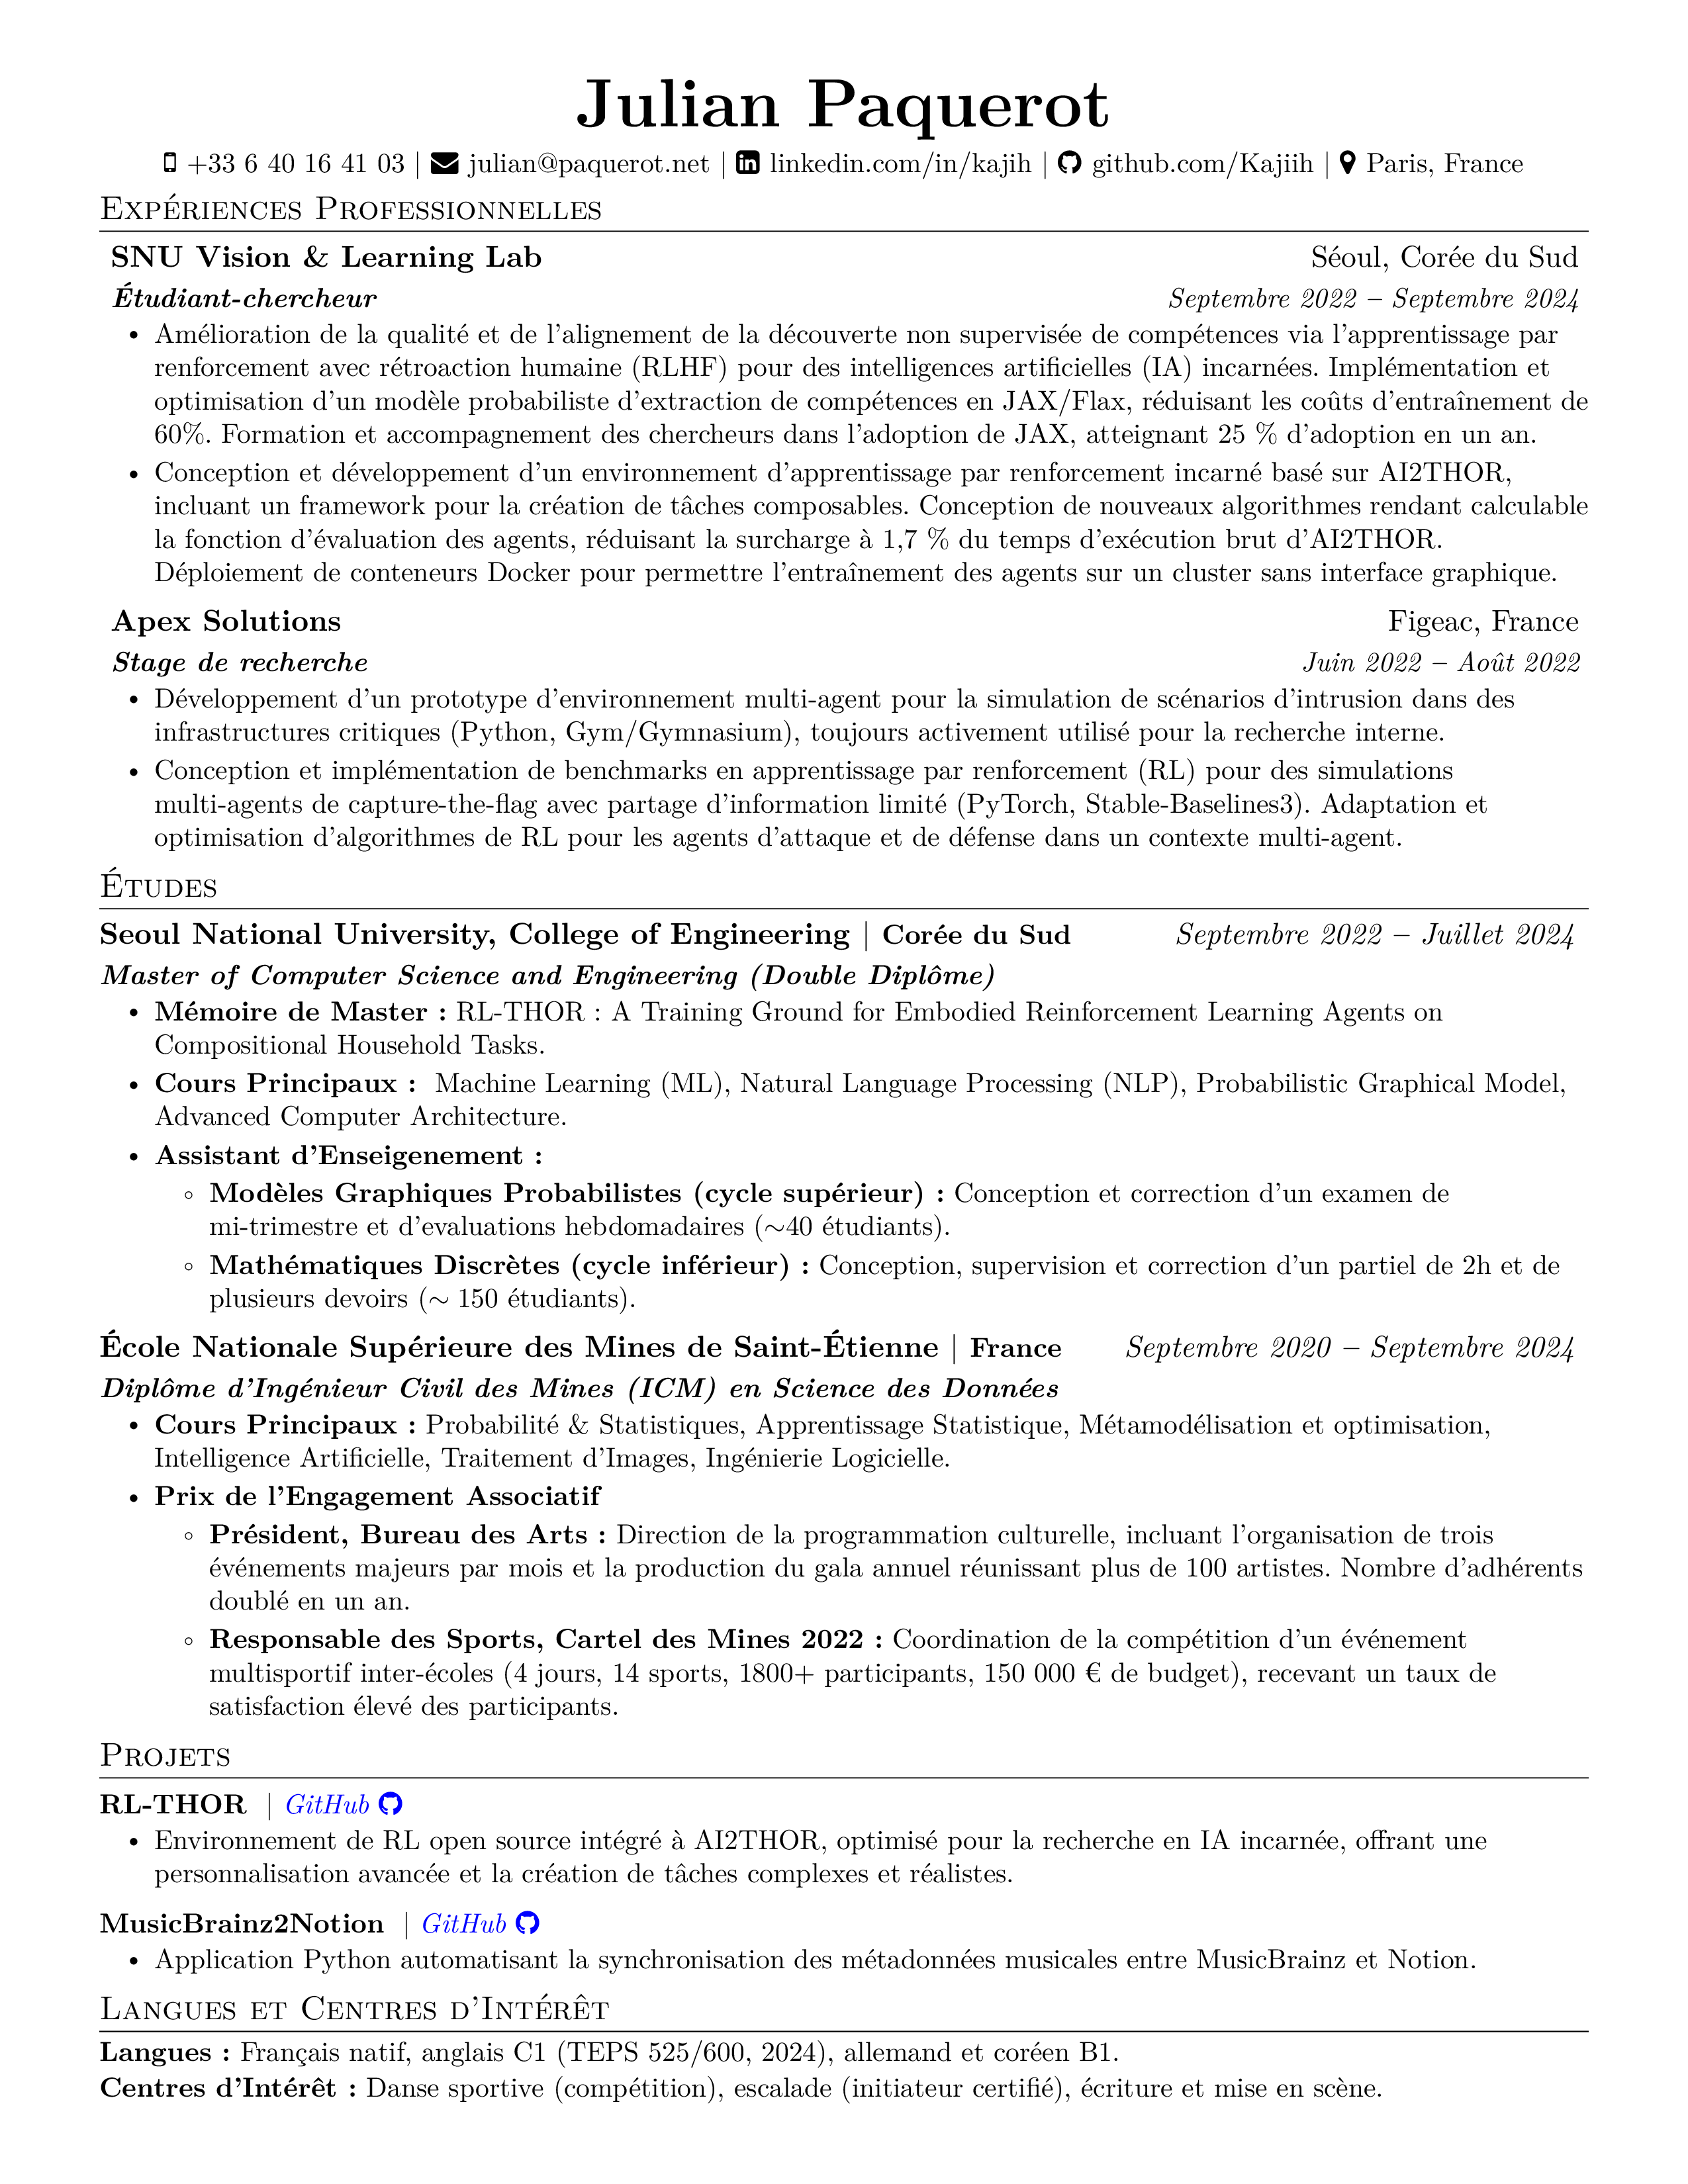 Julian Paquerot
+33 6 40 16 41 03 | julian@paquerot.net | linkedin.com/in/kajih | github.com/Kajiih | Paris, France
Expériences Professionnelles
SNU Vision & Learning Lab Séoul, Corée du Sud
Étudiant-chercheur Septembre 2022 – Septembre 2024
• Amélioration de la qualité et de l'alignement de la découverte non supervisée de compétences via l'apprentissage par
renforcement avec rétroaction humaine (RLHF) pour des intelligences artificielles (IA) incarnées. Implémentation et
optimisation d'un modèle probabiliste d'extraction de compétences en JAX/Flax, réduisant les coûts d'entraînement de
60%. Formation et accompagnement des chercheurs dans l'adoption de JAX, atteignant 25 % d'adoption en un an.
• Conception et développement d'un environnement d'apprentissage par renforcement incarné basé sur AI2THOR,
incluant un framework pour la création de tâches composables. Conception de nouveaux algorithmes rendant calculable
la fonction d'évaluation des agents, réduisant la surcharge à 1,7 % du temps d'exécution brut d'AI2THOR.
Déploiement de conteneurs Docker pour permettre l'entraînement des agents sur un cluster sans interface graphique.
Apex Solutions Figeac, France
Stage de recherche Juin 2022 – Août 2022
• Développement d'un prototype d'environnement multi-agent pour la simulation de scénarios d'intrusion dans des
infrastructures critiques (Python, Gym/Gymnasium), toujours activement utilisé pour la recherche interne.
• Conception et implémentation de benchmarks en apprentissage par renforcement (RL) pour des simulations
multi-agents de capture-the-flag avec partage d'information limité (PyTorch, Stable-Baselines3). Adaptation et
optimisation d'algorithmes de RL pour les agents d'attaque et de défense dans un contexte multi-agent.
Études
Seoul National University, College of Engineering | Corée du Sud Septembre 2022 – Juillet 2024
Master of Computer Science and Engineering (Double Diplôme)
• Mémoire de Master : RL-THOR : A Training Ground for Embodied Reinforcement Learning Agents on
Compositional Household Tasks.
• Cours Principaux : Machine Learning (ML), Natural Language Processing (NLP), Probabilistic Graphical Model,
Advanced Computer Architecture.
• Assistant d'Enseigenement :
◦ Modèles Graphiques Probabilistes (cycle supérieur) : Conception et correction d'un examen de
mi-trimestre et d'evaluations hebdomadaires (∼40 étudiants).
◦ Mathématiques Discrètes (cycle inférieur) : Conception, supervision et correction d'un partiel de 2h et de
plusieurs devoirs (∼ 150 étudiants).
École Nationale Supérieure des Mines de Saint-Étienne | France Septembre 2020 – Septembre 2024
Diplôme d'Ingénieur Civil des Mines (ICM) en Science des Données
• Cours Principaux : Probabilité & Statistiques, Apprentissage Statistique, Métamodélisation et optimisation,
Intelligence Artificielle, Traitement d'Images, Ingénierie Logicielle.
• Prix de l'Engagement Associatif
◦ Président, Bureau des Arts : Direction de la programmation culturelle, incluant l'organisation de trois
événements majeurs par mois et la production du gala annuel réunissant plus de 100 artistes. Nombre d'adhérents
doublé en un an.
◦ Responsable des Sports, Cartel des Mines 2022 : Coordination de la compétition d'un événement
multisportif inter-écoles (4 jours, 14 sports, 1800+ participants, 150 000 € de budget), recevant un taux de
satisfaction élevé des participants.
Projets
RL-THOR | GitHub
• Environnement de RL open source intégré à AI2THOR, optimisé pour la recherche en IA incarnée, offrant une
personnalisation avancée et la création de tâches complexes et réalistes.
MusicBrainz2Notion | GitHub
• Application Python automatisant la synchronisation des métadonnées musicales entre MusicBrainz et Notion.
Langues et Centres d'Intérêt
Langues : Français natif, anglais C1 (TEPS 525/600, 2024), allemand et coréen B1.
Centres d'Intérêt : Danse sportive (compétition), escalade (initiateur certifié), écriture et mise en scène.